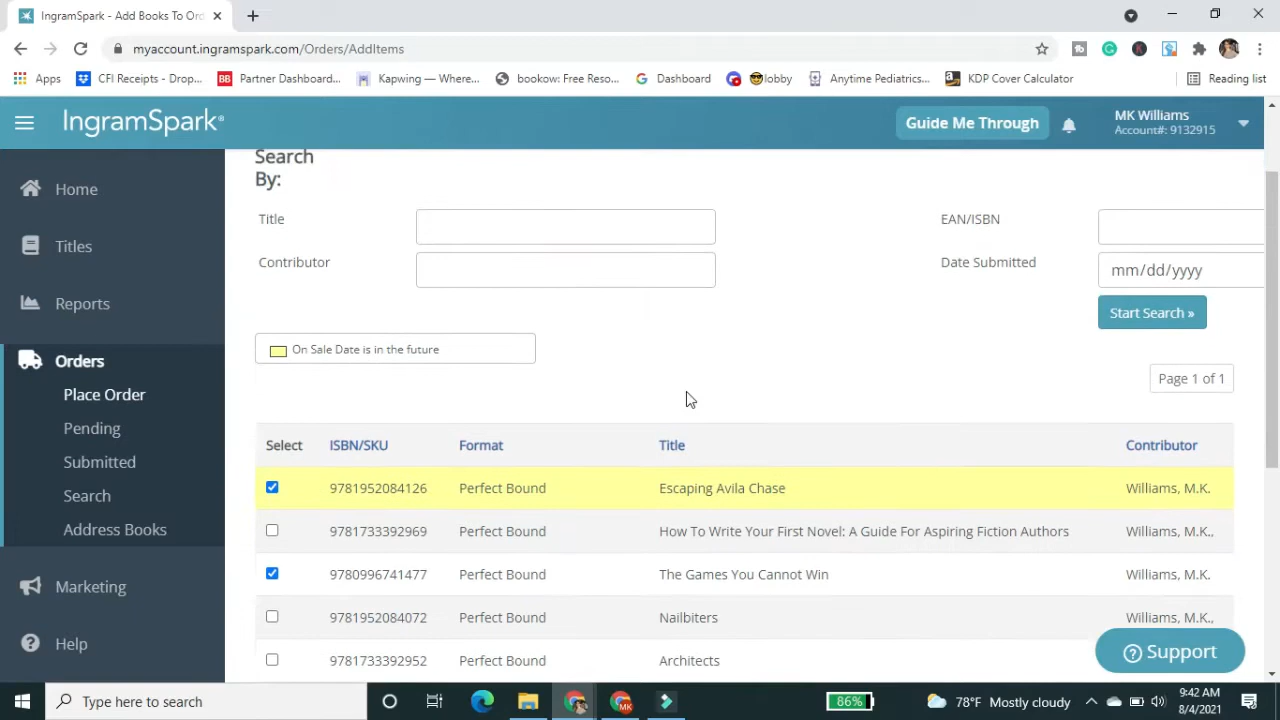 IngramSpark - Add Books To Ord
myaccount.ingramspark.com/Orders/AddItems
Apps
CFI Receipts - Drop...
BB Partner Dashboard...
Kapwing — Where...
bookow: Free Reso...
Dashboard
lobby
Anytime Pediatrics...
KDP Cover Calculator
Reading list
IngramSpark®
Guide Me Through
MK Williams
Account#: 9132915
Home
Titles
Reports
Orders
Place Order
Pending
Submitted
Search
Address Books
Marketing
Help
Search
By:
Title
EAN/ISBN
Contributor
Date Submitted
mm/dd/yyyy
Start Search »
On Sale Date is in the future
Page 1 of 1
Select ISBN/SKU Format Title Contributor
9781952084126 Perfect Bound Escaping Avila Chase Williams, M.K.
9781733392969 Perfect Bound How To Write Your First Novel: A Guide For Aspiring Fiction Authors Williams, M.K.,
9780996741477 Perfect Bound The Games You Cannot Win Williams, M.K.
9781952084072 Perfect Bound Nailbiters Williams, M.K.,
9781733392952 Perfect Bound Architects
Support
Type here to search
MK
86%
78°F Mostly cloudy
9:42 AM
8/4/2021